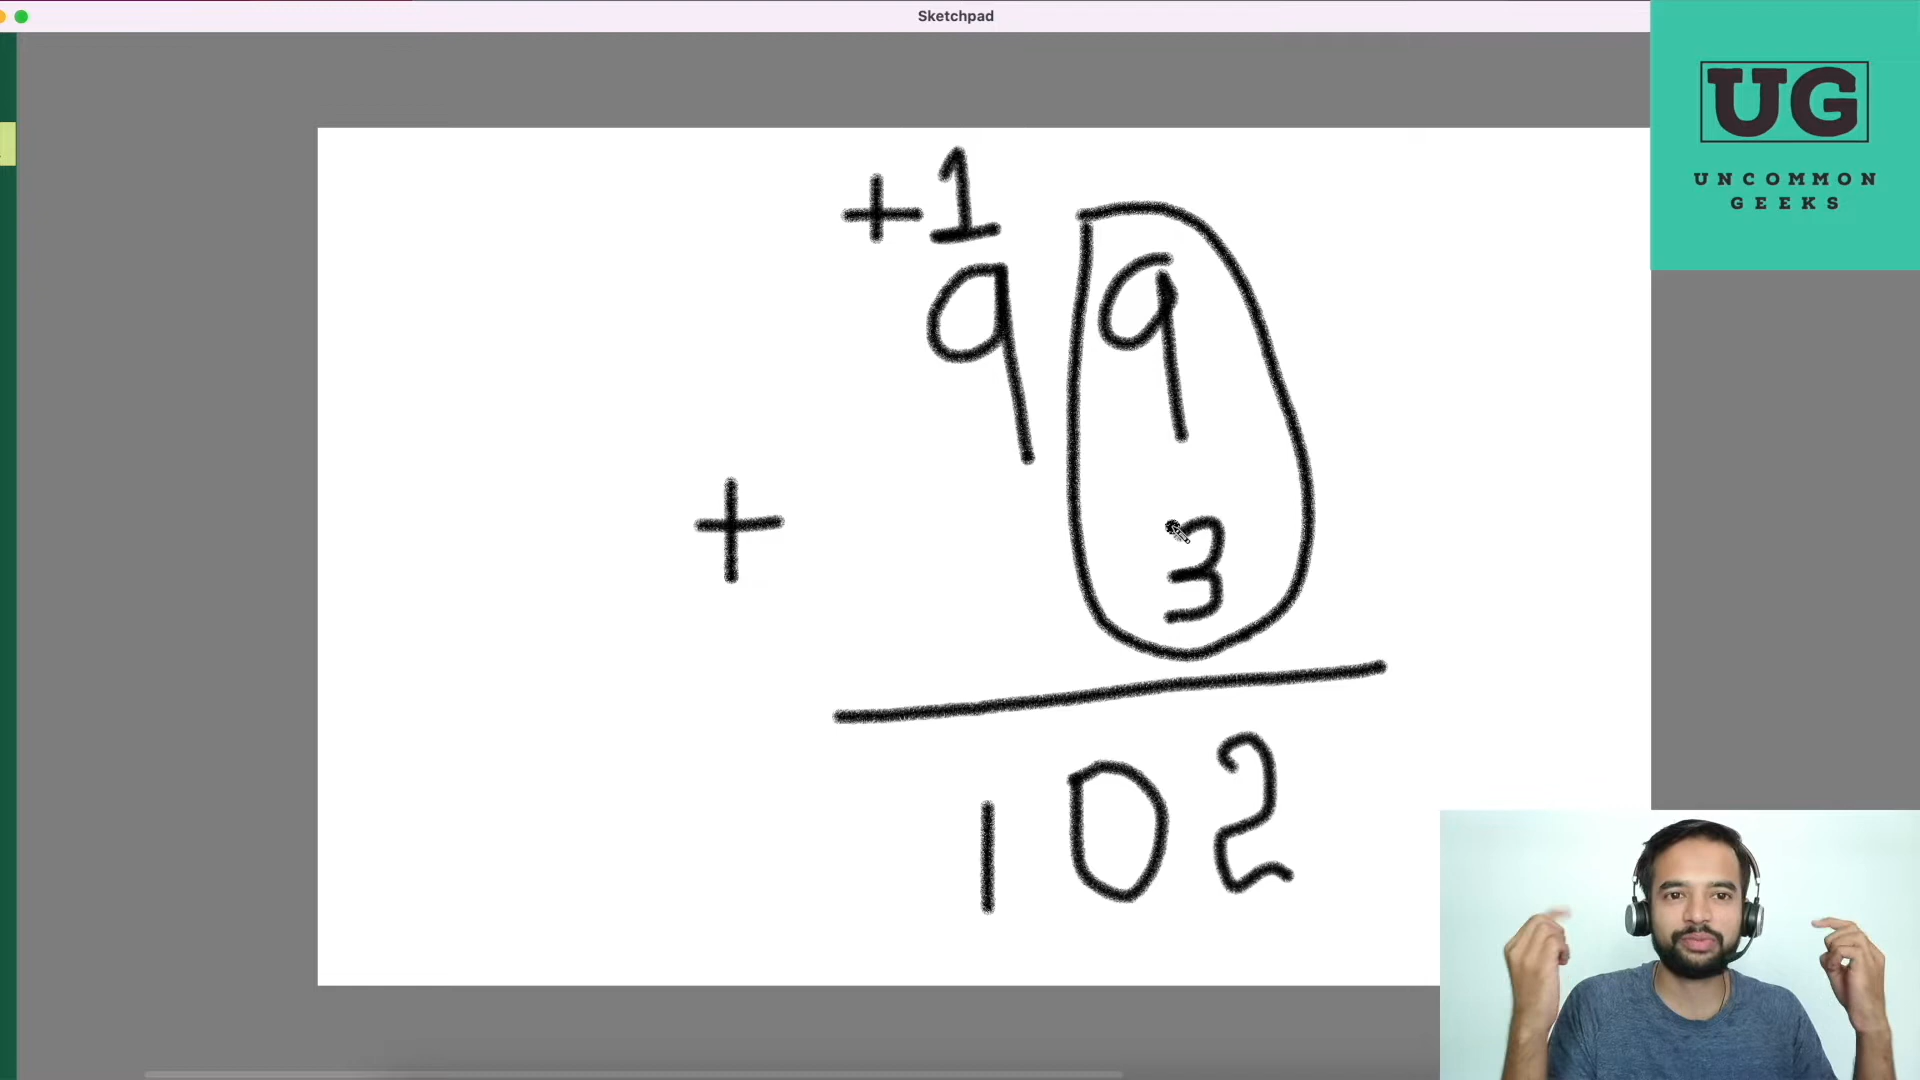 Sketchpad
UG
UNCOMMON
GEEKS
+1
99
+ 3
102